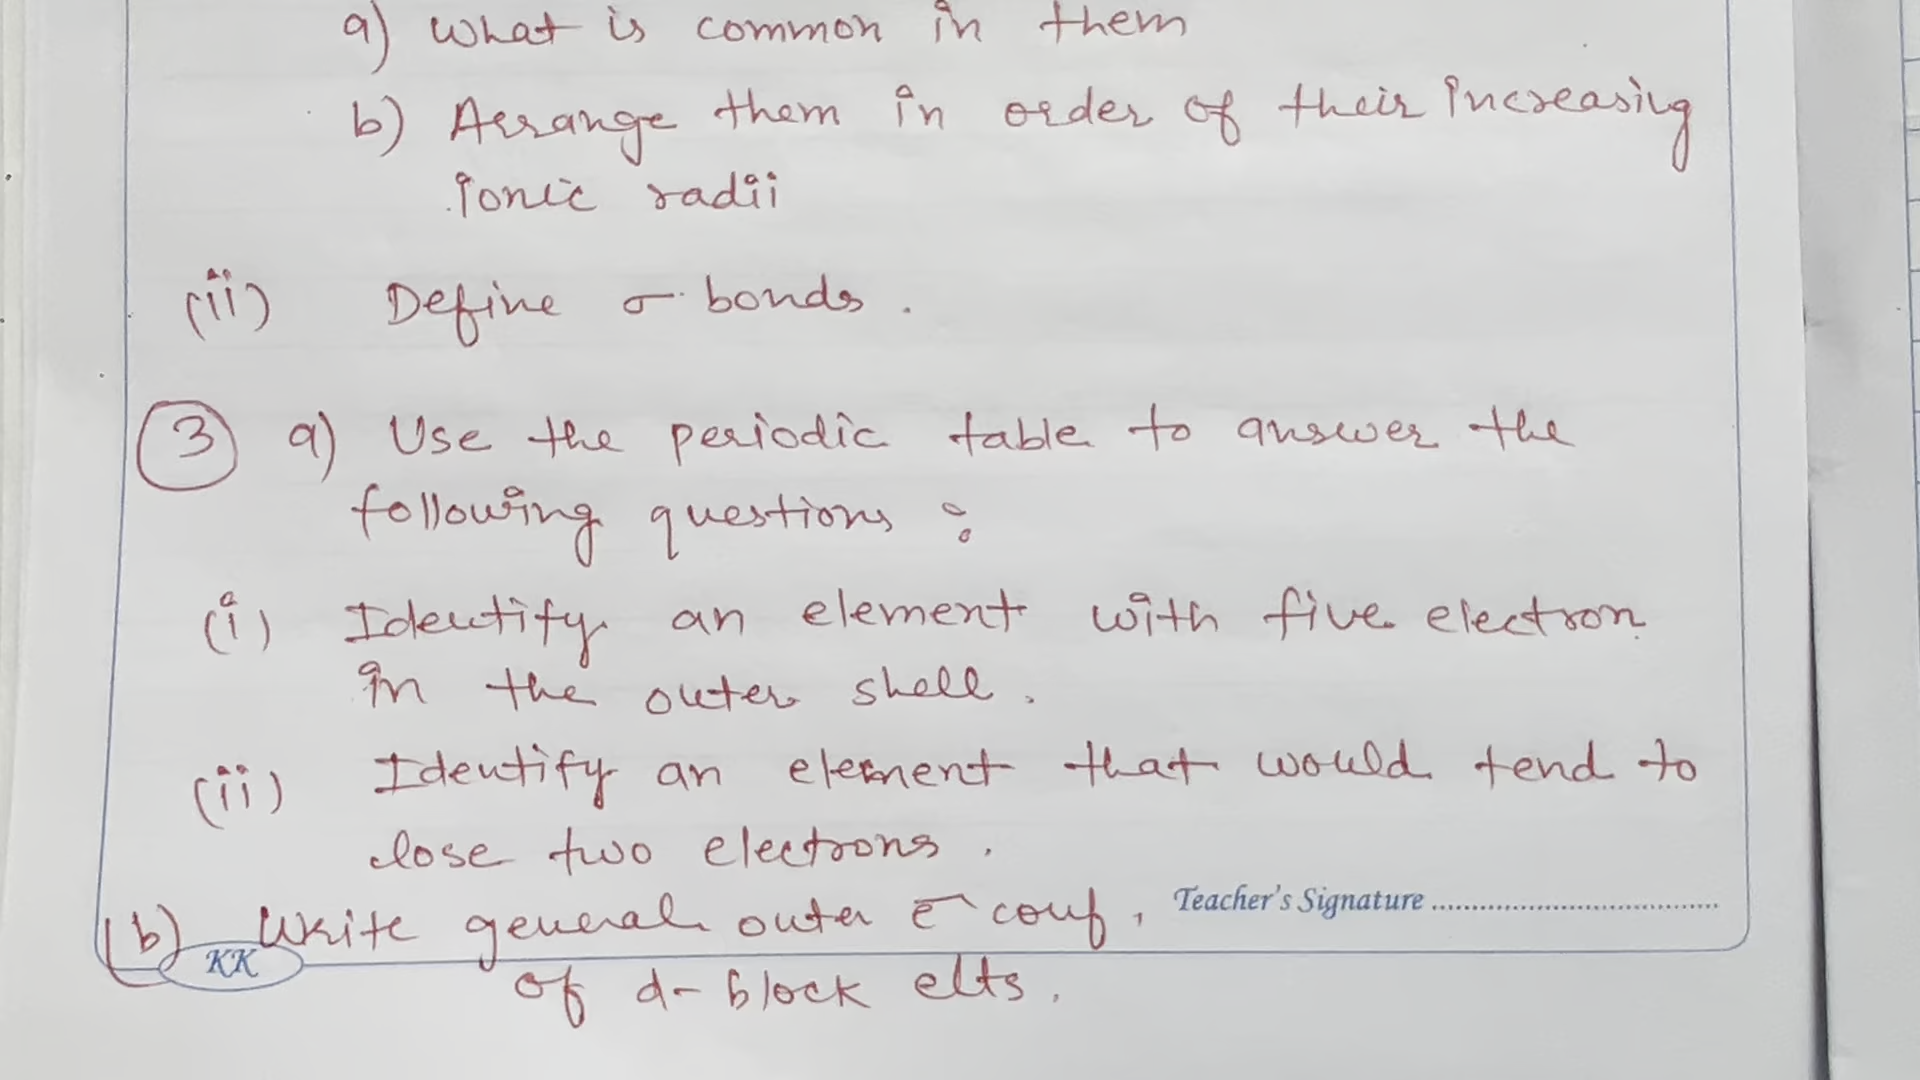 a) What is common in them
b) Arrange them in order of their increasing
ionic radii
(ii) Define σ bonds.
3 a) Use the periodic table to answer the
following questions :
(i) Identify an element with five electron
in the outer shell.
(ii) Identify an element that would tend to
lose two electrons.
(b) Write general outer e⁻ conf,
Teacher's Signature ..........................................
KK
of d-block elts.